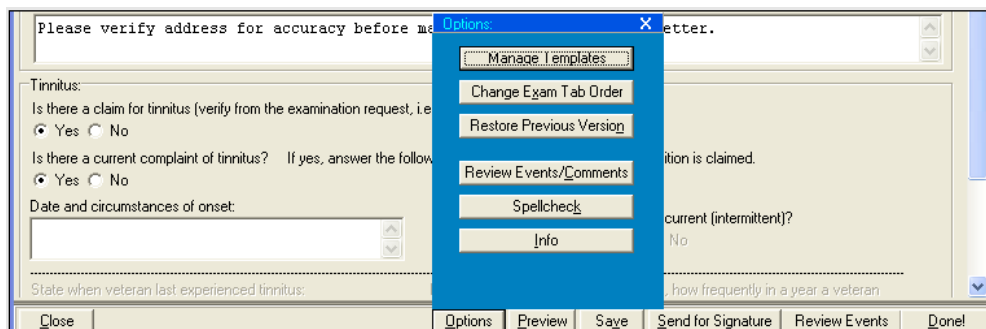 Please verify address for accuracy before ma
etter.
Options:
X
Manage Templates
Change Exam Tab Order
Restore Previous Version
Review Events/Comments
Spellcheck
Info
Tinnitus:
Is there a claim for tinnitus (verify from the examination request, i.e
Yes No
Is there a current complaint of tinnitus? If yes, answer the follow
ition is claimed.
Yes No
Date and circumstances of onset:
current (intermittent)?
No
State when veteran last experienced tinnitus:
, how frequently in a year a veteran
Close Options Preview Save Send for Signature Review Events Done!